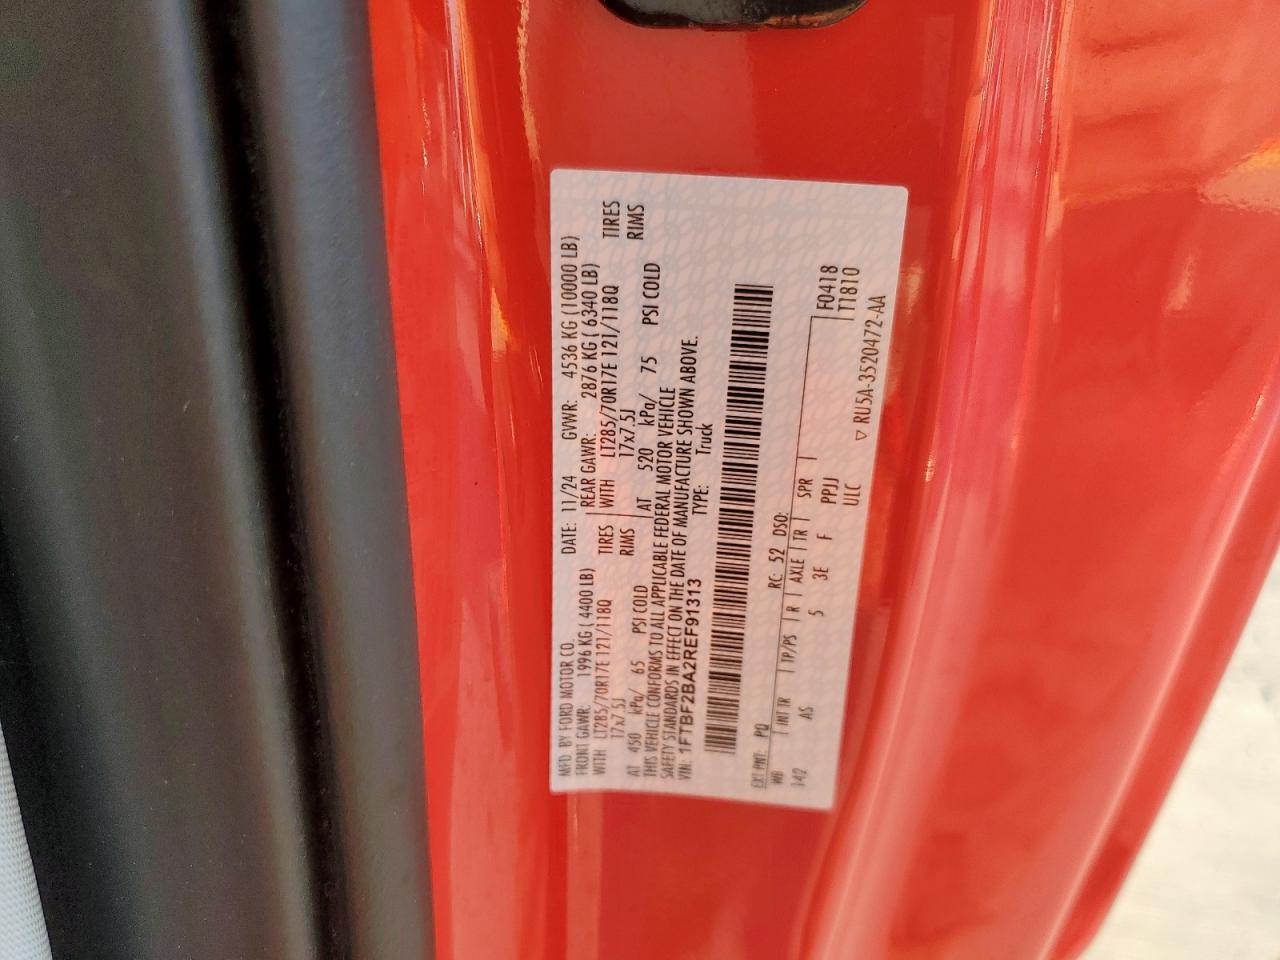 MFD. BY FORD MOTOR CO. DATE: 11/24 GVWR: 4536 KG (10000 LB)
FRONT GAWR: 1996 KG ( 4400 LB) REAR GAWR: 2876 KG ( 6340 LB)
WITH LT285/70R17E 121/118Q TIRES WITH LT285/70R17E 121/118Q TIRES
17x7.5J RIMS 17x7.5J RIMS
AT 450 kPa/ 65 PSI COLD AT 520 kPa/ 75 PSI COLD
THIS VEHICLE CONFORMS TO ALL APPLICABLE FEDERAL MOTOR VEHICLE
SAFETY STANDARDS IN EFFECT ON THE DATE OF MANUFACTURE SHOWN ABOVE.
VIN: 1FTBF2BA2REF91313 TYPE: Truck
EXT PNT: PQ RC: 52 DSO:
WB INT TR TP/PS R AXLE TR SPR F0418
142 AS 5 3E F PPJJ T1810
ULC
▽ RU5A-3520472-AA